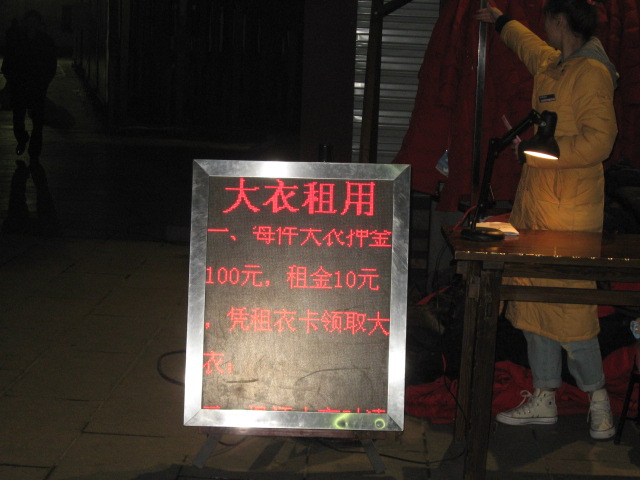 大衣租用
一、每件大衣押金
100元，租金10元
，凭租衣卡领取大
衣；